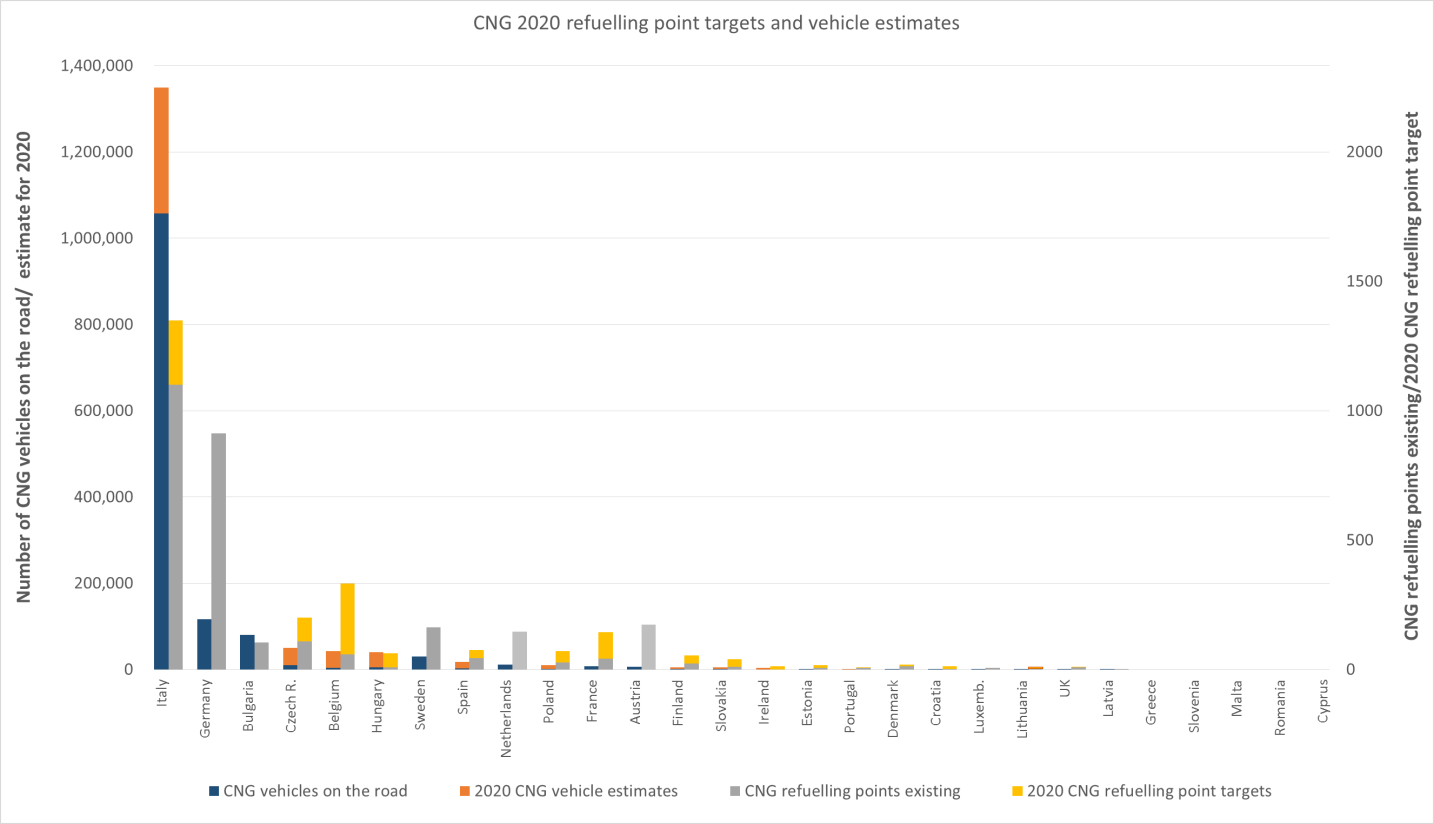 CNG 2020 refuelling point targets and vehicle estimates
Number of CNG vehicles on the road/ estimate for 2020
1,400,000
1,200,000
1,000,000
800,000
600,000
400,000
200,000
0
2000
1500
1000
500
0
CNG refuelling points existing/2020 CNG refuelling point target
Italy
Germany
Bulgaria
Czech R.
Belgium
Hungary
Sweden
Spain
Netherlands
Poland
France
Austria
Finland
Slovakia
Ireland
Estonia
Portugal
Denmark
Croatia
Luxemb.
Lithuania
UK
Latvia
Greece
Slovenia
Malta
Romania
Cyprus
CNG vehicles on the road
2020 CNG vehicle estimates
CNG refuelling points existing
2020 CNG refuelling point targets